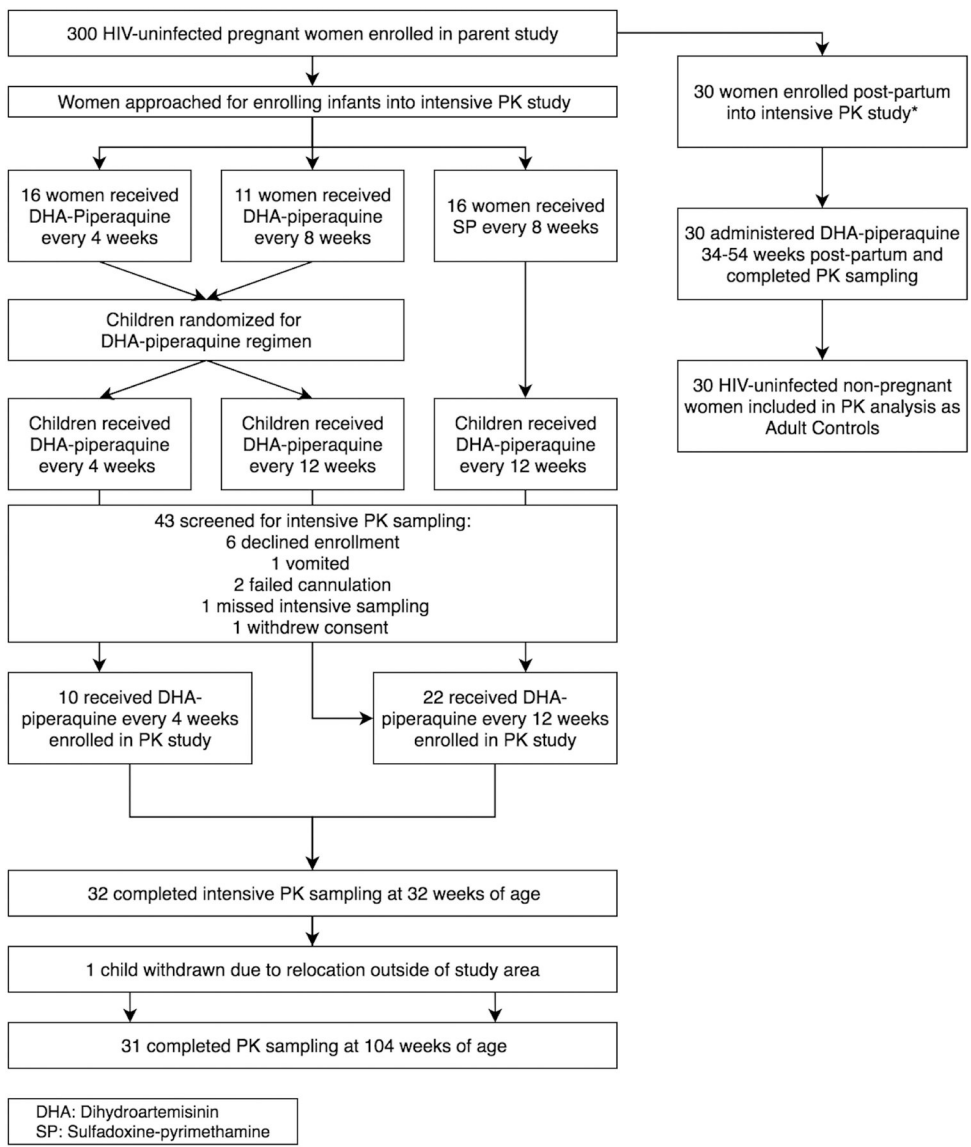 300 HIV-uninfected pregnant women enrolled in parent study
Women approached for enrolling infants into intensive PK study
30 women enrolled post-partum
into intensive PK study*
16 women received
DHA-Piperaquine
every 4 weeks
11 women received
DHA-piperaquine
every 8 weeks
16 women received
SP every 8 weeks
30 administered DHA-piperaquine
34-54 weeks post-partum and
completed PK sampling
Children randomized for
DHA-piperaquine regimen
30 HIV-uninfected non-pregnant
women included in PK analysis as
Adult Controls
Children received
DHA-piperaquine
every 4 weeks
Children received
DHA-piperaquine
every 12 weeks
Children received
DHA-piperaquine
every 12 weeks
43 screened for intensive PK sampling:
6 declined enrollment
1 vomited
2 failed cannulation
1 missed intensive sampling
1 withdrew consent
10 received DHA-
piperaquine every 4 weeks
enrolled in PK study
22 received DHA-
piperaquine every 12 weeks
enrolled in PK study
32 completed intensive PK sampling at 32 weeks of age
1 child withdrawn due to relocation outside of study area
31 completed PK sampling at 104 weeks of age
DHA: Dihydroartemisinin
SP: Sulfadoxine-pyrimethamine